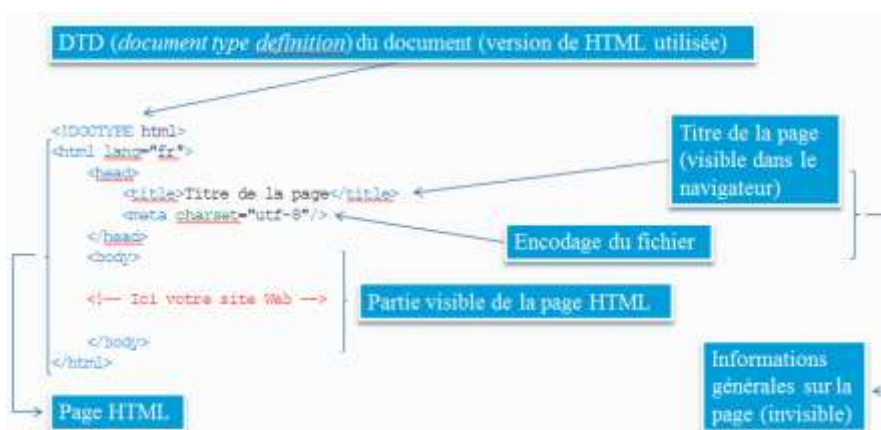 DTD (document type definition) du document (version de HTML utilisée)
<!DOCTYPE html>
<html lang="fr">
<head>
<title>Titre de la page</title>
<meta charset="utf-8"/>
</head>
<body>
<!-- Ici votre site Web -->
</body>
</html>
Titre de la page
(visible dans le
navigateur)
Encodage du fichier
Partie visible de la page HTML
Informations
générales sur la
page (invisible)
Page HTML